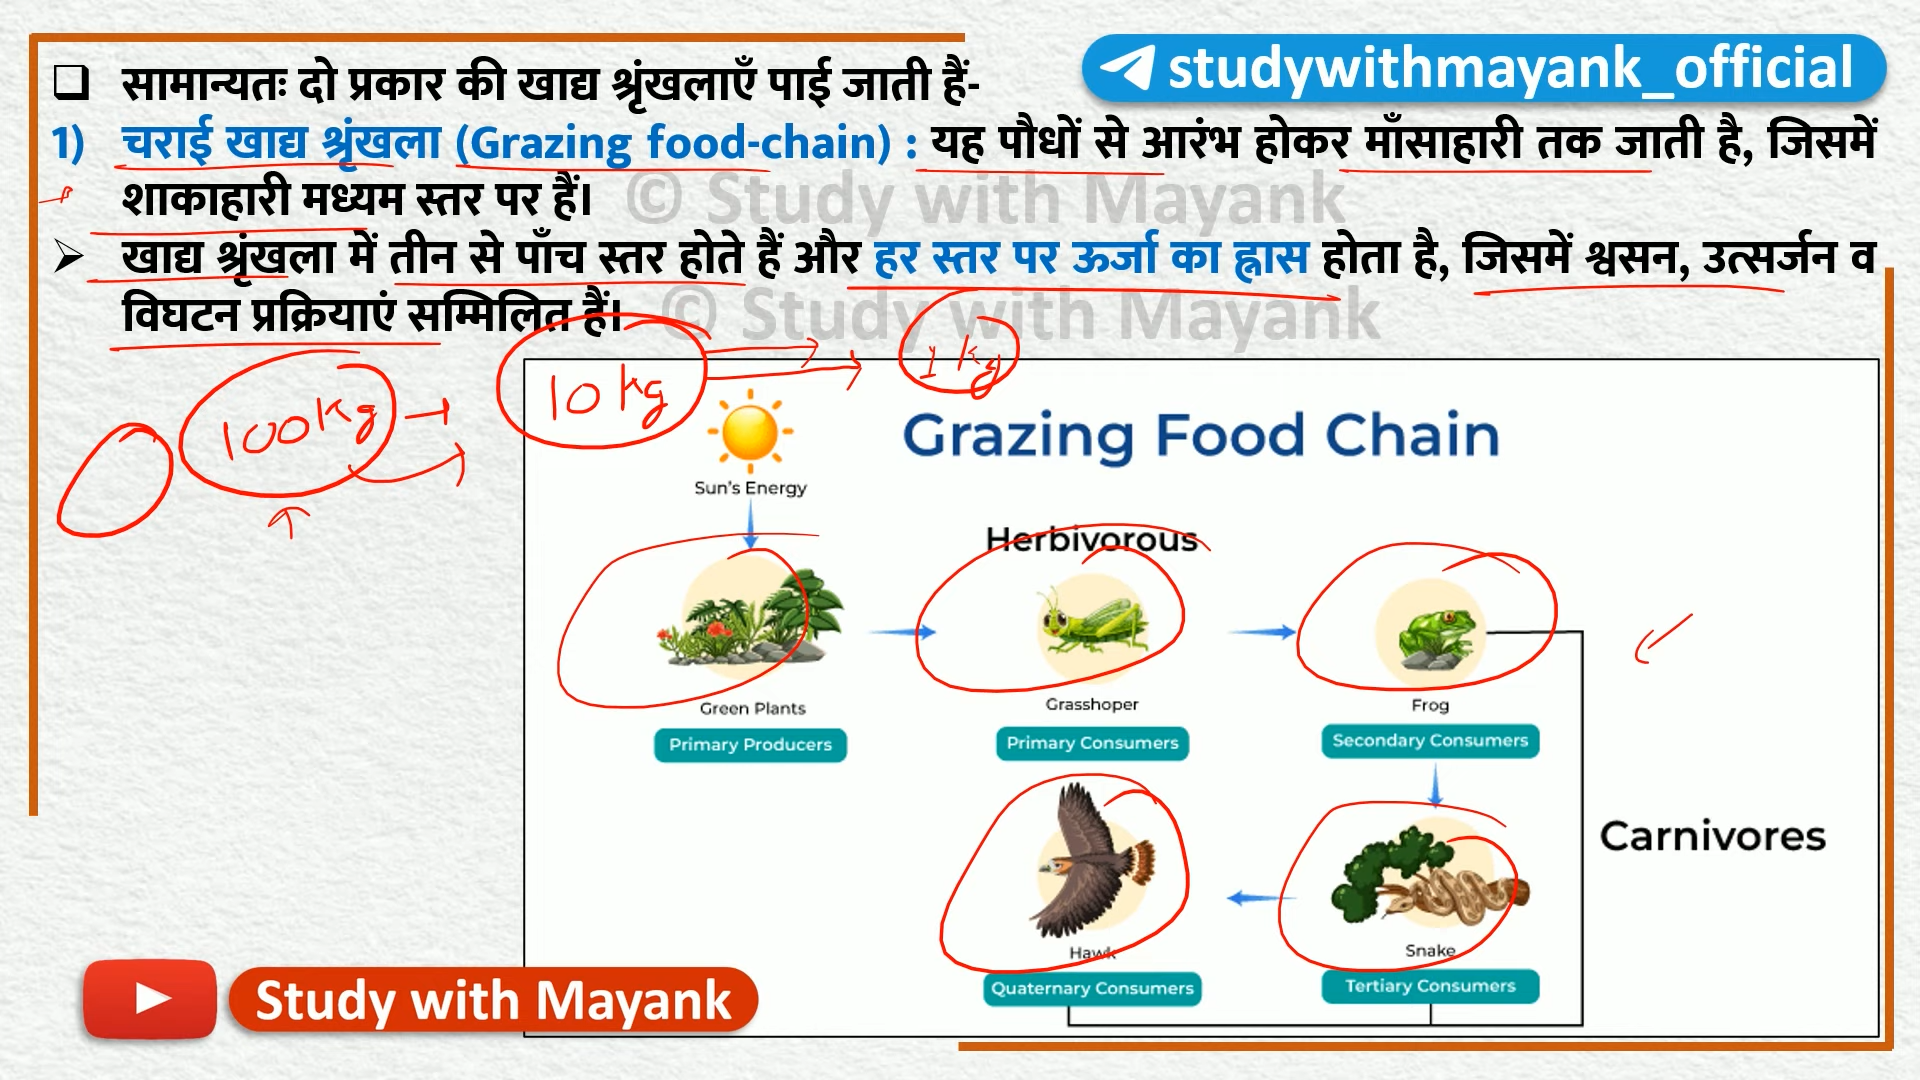 ❑ सामान्यतः दो प्रकार की खाद्य श्रृंखलाएँ पाई जाती हैं-
studywithmayank_official
1) चराई खाद्य श्रृंखला (Grazing food-chain) : यह पौधों से आरंभ होकर माँसाहारी तक जाती है, जिसमें
शाकाहारी मध्यम स्तर पर हैं।
© Study with Mayank
➢ खाद्य श्रृंखला में तीन से पाँच स्तर होते हैं और हर स्तर पर ऊर्जा का ह्रास होता है, जिसमें श्वसन, उत्सर्जन व
विघटन प्रक्रियाएं सम्मिलित हैं।
© Study with Mayank
100kg
10 kg
1 kg
Grazing Food Chain
Sun's Energy
Herbivorous
Green Plants
Grasshoper
Frog
Primary Producers
Primary Consumers
Secondary Consumers
Carnivores
Hawk
Snake
Quaternary Consumers
Tertiary Consumers
Study with Mayank